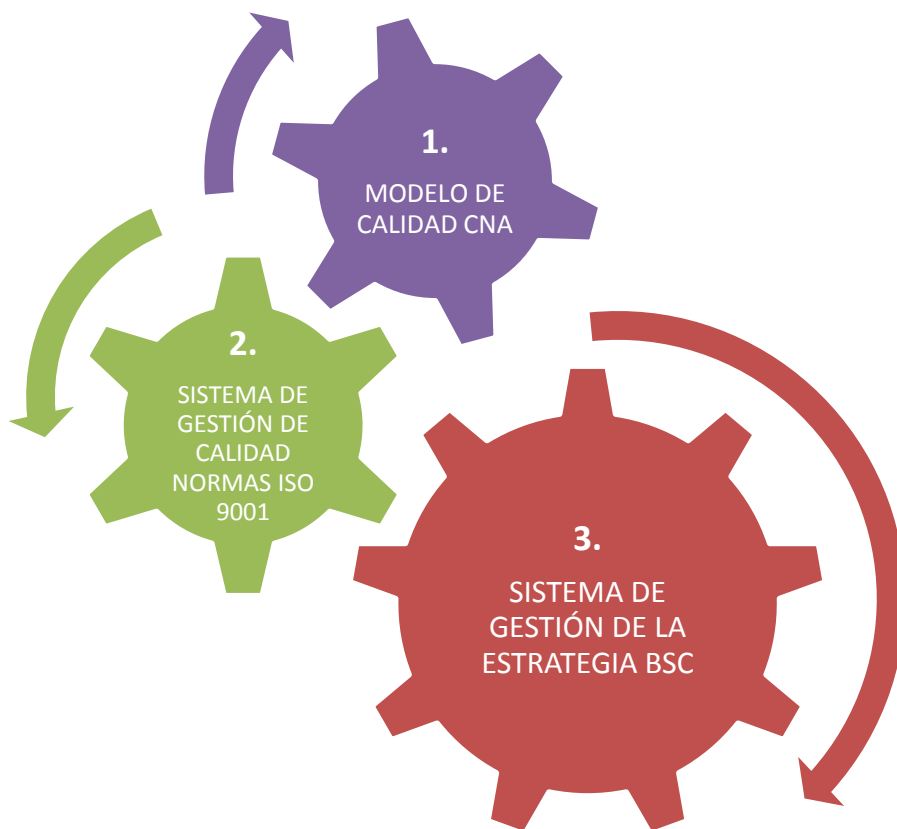 1.
MODELO DE
CALIDAD CNA
2.
SISTEMA DE
GESTIÓN DE
CALIDAD
NORMAS ISO
9001
3.
SISTEMA DE
GESTIÓN DE LA
ESTRATEGIA BSC